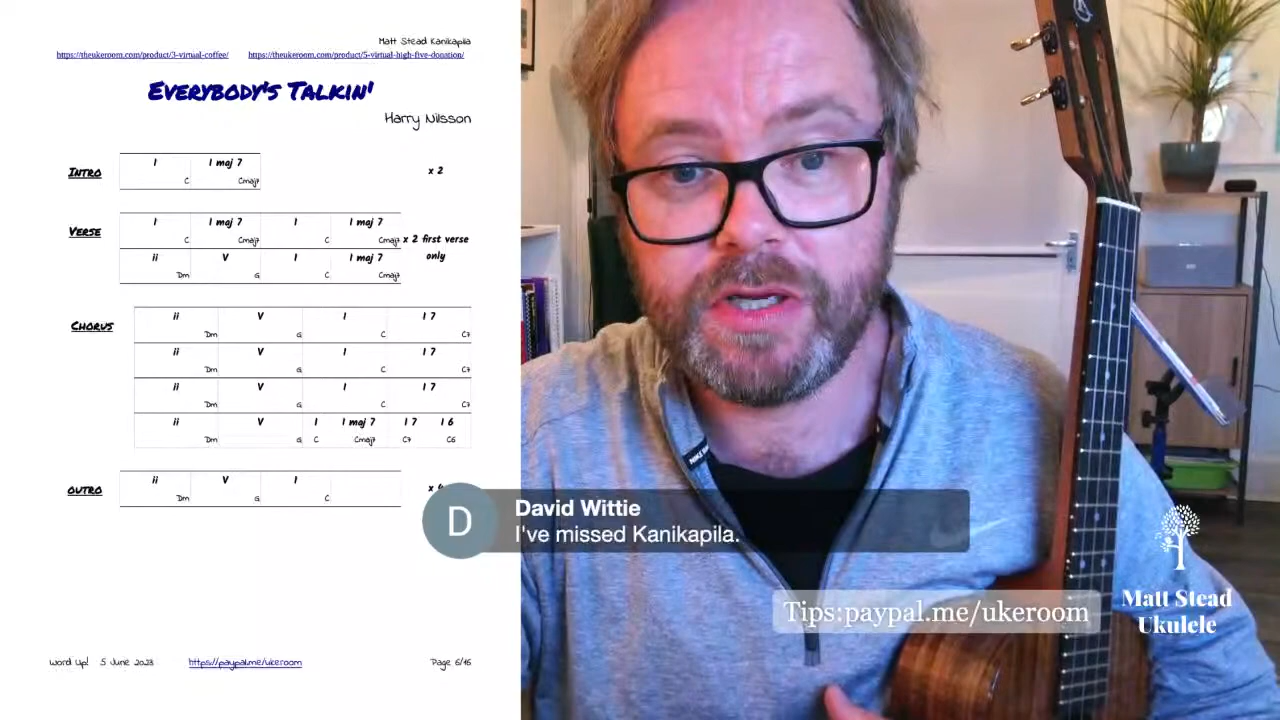 Matt Stead Kanikapila
https://theukeroom.com/product/3-virtual-coffee/ https://theukeroom.com/product/5-virtual-high-five-donation/
Everybody's Talkin'
Harry Nilsson
Intro I I maj 7 x 2
C Cmaj7
Verse I I maj 7 I I maj 7
C Cmaj7 C Cmaj7 x 2 first verse only
ii V I I maj 7
Dm G C Cmaj7
Chorus ii V I I 7
Dm G C C7
ii V I I 7
Dm G C C7
ii V I I 7
Dm G C C7
ii V I I maj 7 I 7 I 6
Dm G C Cmaj7 C7 C6
Outro ii V I
Dm G C
D
David Wittie
I've missed Kanikapila.
Tips:paypal.me/ukeroom
Matt Stead
Ukulele
Word Up! 5 June 2023 https://paypal.me/ukeroom Page 6/16